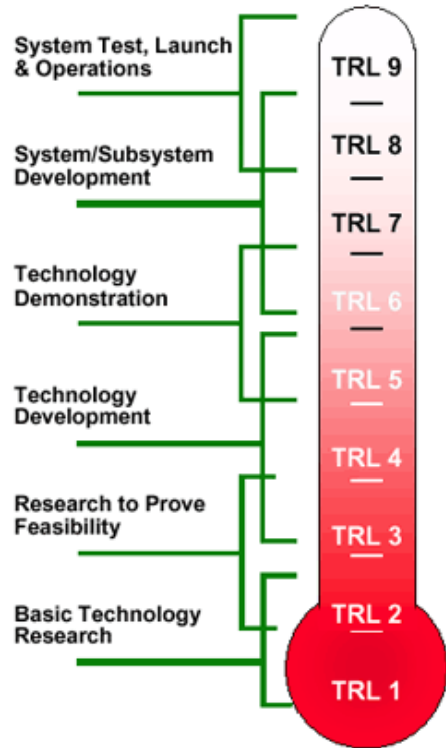 System Test, Launch
& Operations
System/Subsystem
Development
Technology
Demonstration
Technology
Development
Research to Prove
Feasibility
Basic Technology
Research
TRL 9
TRL 8
TRL 7
TRL 6
TRL 5
TRL 4
TRL 3
TRL 2
TRL 1